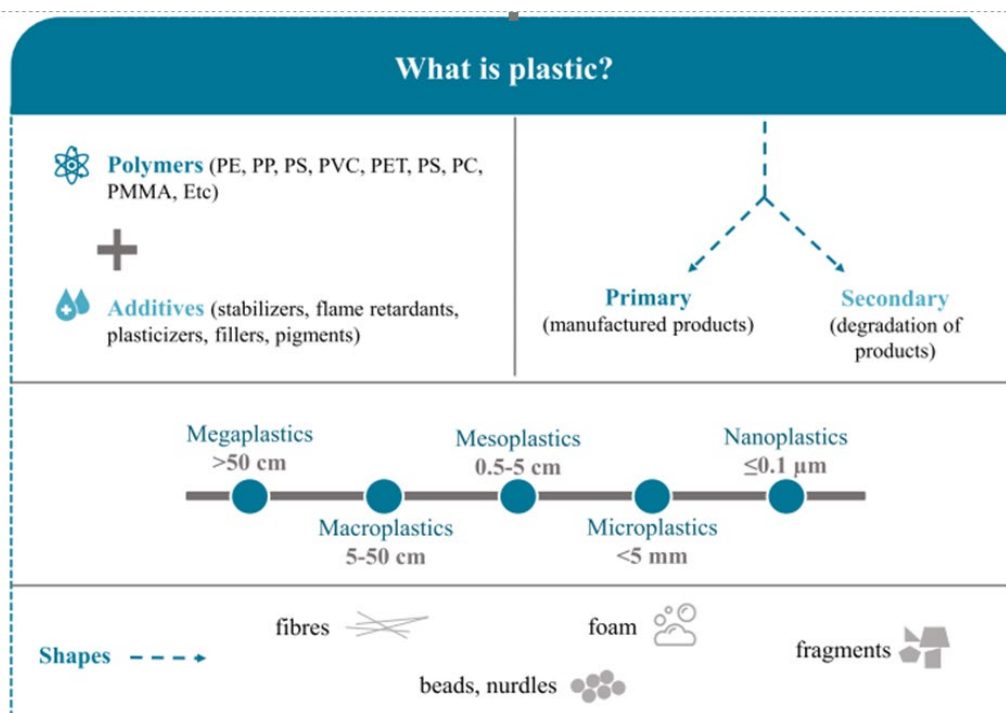 What is plastic?
Polymers (PE, PP, PS, PVC, PET, PS, PC,
PMMA, Etc)
Additives (stabilizers, flame retardants,
plasticizers, fillers, pigments)
Primary
(manufactured products)
Secondary
(degradation of
products)
Megaplastics
>50 cm
Macroplastics
5-50 cm
Mesoplastics
0.5-5 cm
Microplastics
<5 mm
Nanoplastics
≤0.1 µm
Shapes
fibres
beads, nurdles
foam
fragments